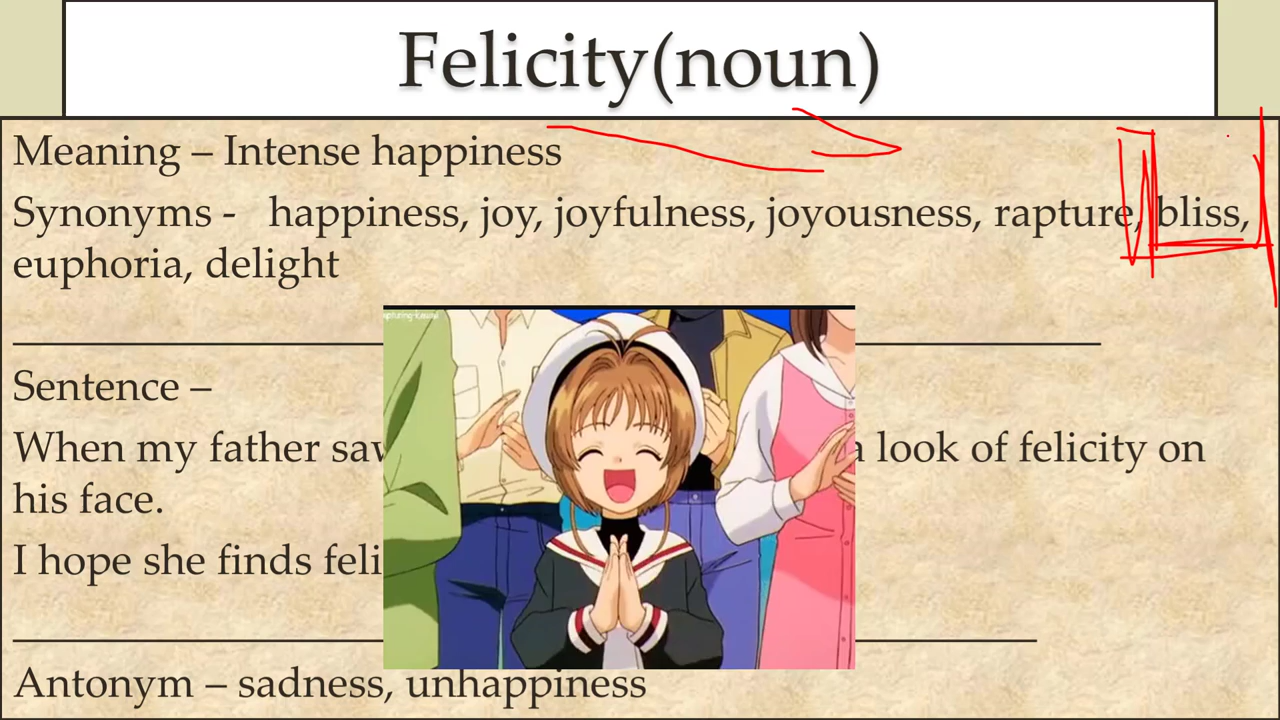 Felicity(noun)
Meaning – Intense happiness
Synonyms - happiness, joy, joyfulness, joyousness, rapture, bliss,
euphoria, delight
Sentence –
When my father saw a look of felicity on
his face.
I hope she finds feli
Antonym – sadness, unhappiness